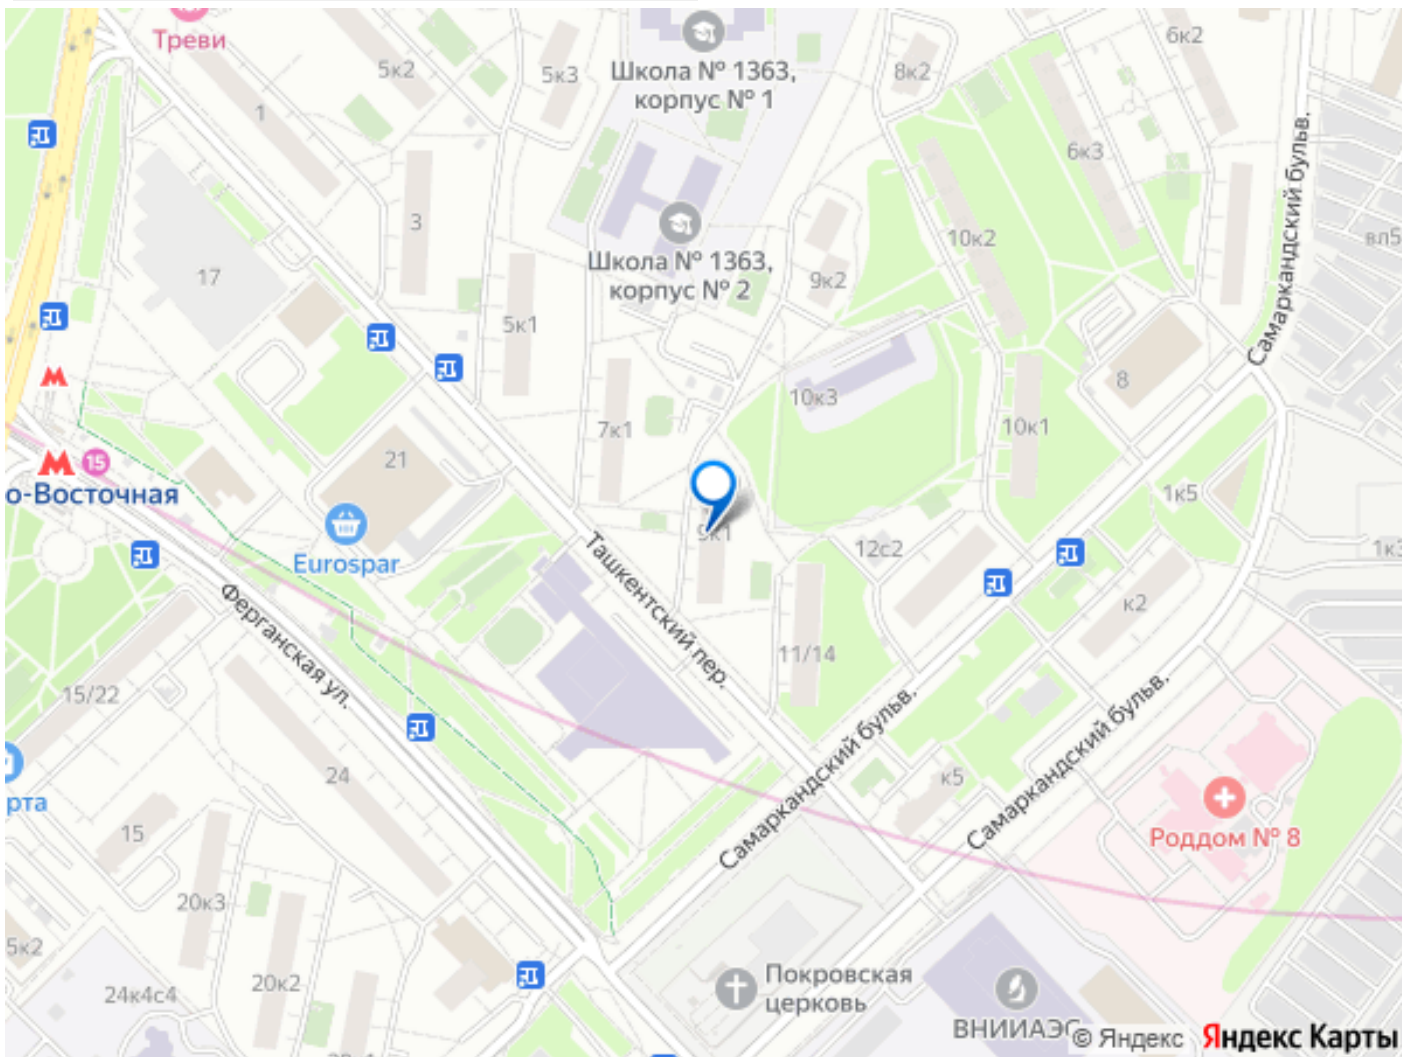 Треви
5к2
5к3
6к2
8к2
Школа № 1363,
корпус № 1
1
6к3
Самаркандский бульв.
3
10к2
вл5
17
Школа № 1363,
корпус № 2
9к2
5к1
8
10к3
7к1
10к1
21
15
о-Восточная
1к5
Eurospar
9к1
12с2
1к3
Ташкентский пер.
Ферганская ул.
к2
11/14
15/22
Самаркандский бульв.
Самаркандский бульв.
24
к5
рта
15
Роддом № 8
20к3
5к2
20к2
24к4с4
Покровская
церковь
ВНИИАЭС
© Яндекс
Яндекс Карты